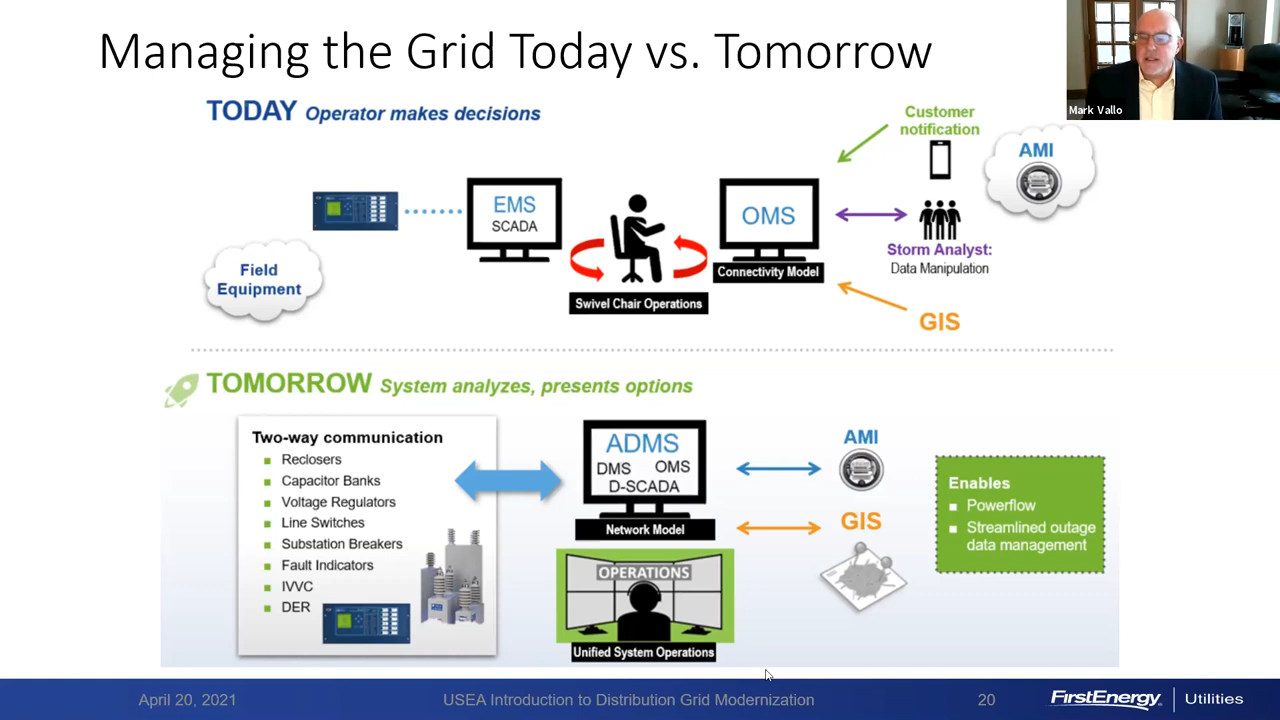 Managing the Grid Today vs. Tomorrow
Mark Vallo
TODAY Operator makes decisions
Customer
notification
AMI
EMS
SCADA
OMS
Connectivity Model
Storm Analyst:
Data Manipulation
Field
Equipment
Swivel Chair Operations
GIS
TOMORROW System analyzes, presents options
Two-way communication
Reclosers
Capacitor Banks
Voltage Regulators
Line Switches
Substation Breakers
Fault Indicators
IVVC
DER
ADMS
DMS OMS
D-SCADA
Network Model
OPERATIONS
Unified System Operations
AMI
GIS
Enables
Powerflow
Streamlined outage
data management
April 20, 2021
USEA Introduction to Distribution Grid Modernization
20
FirstEnergy
Utilities